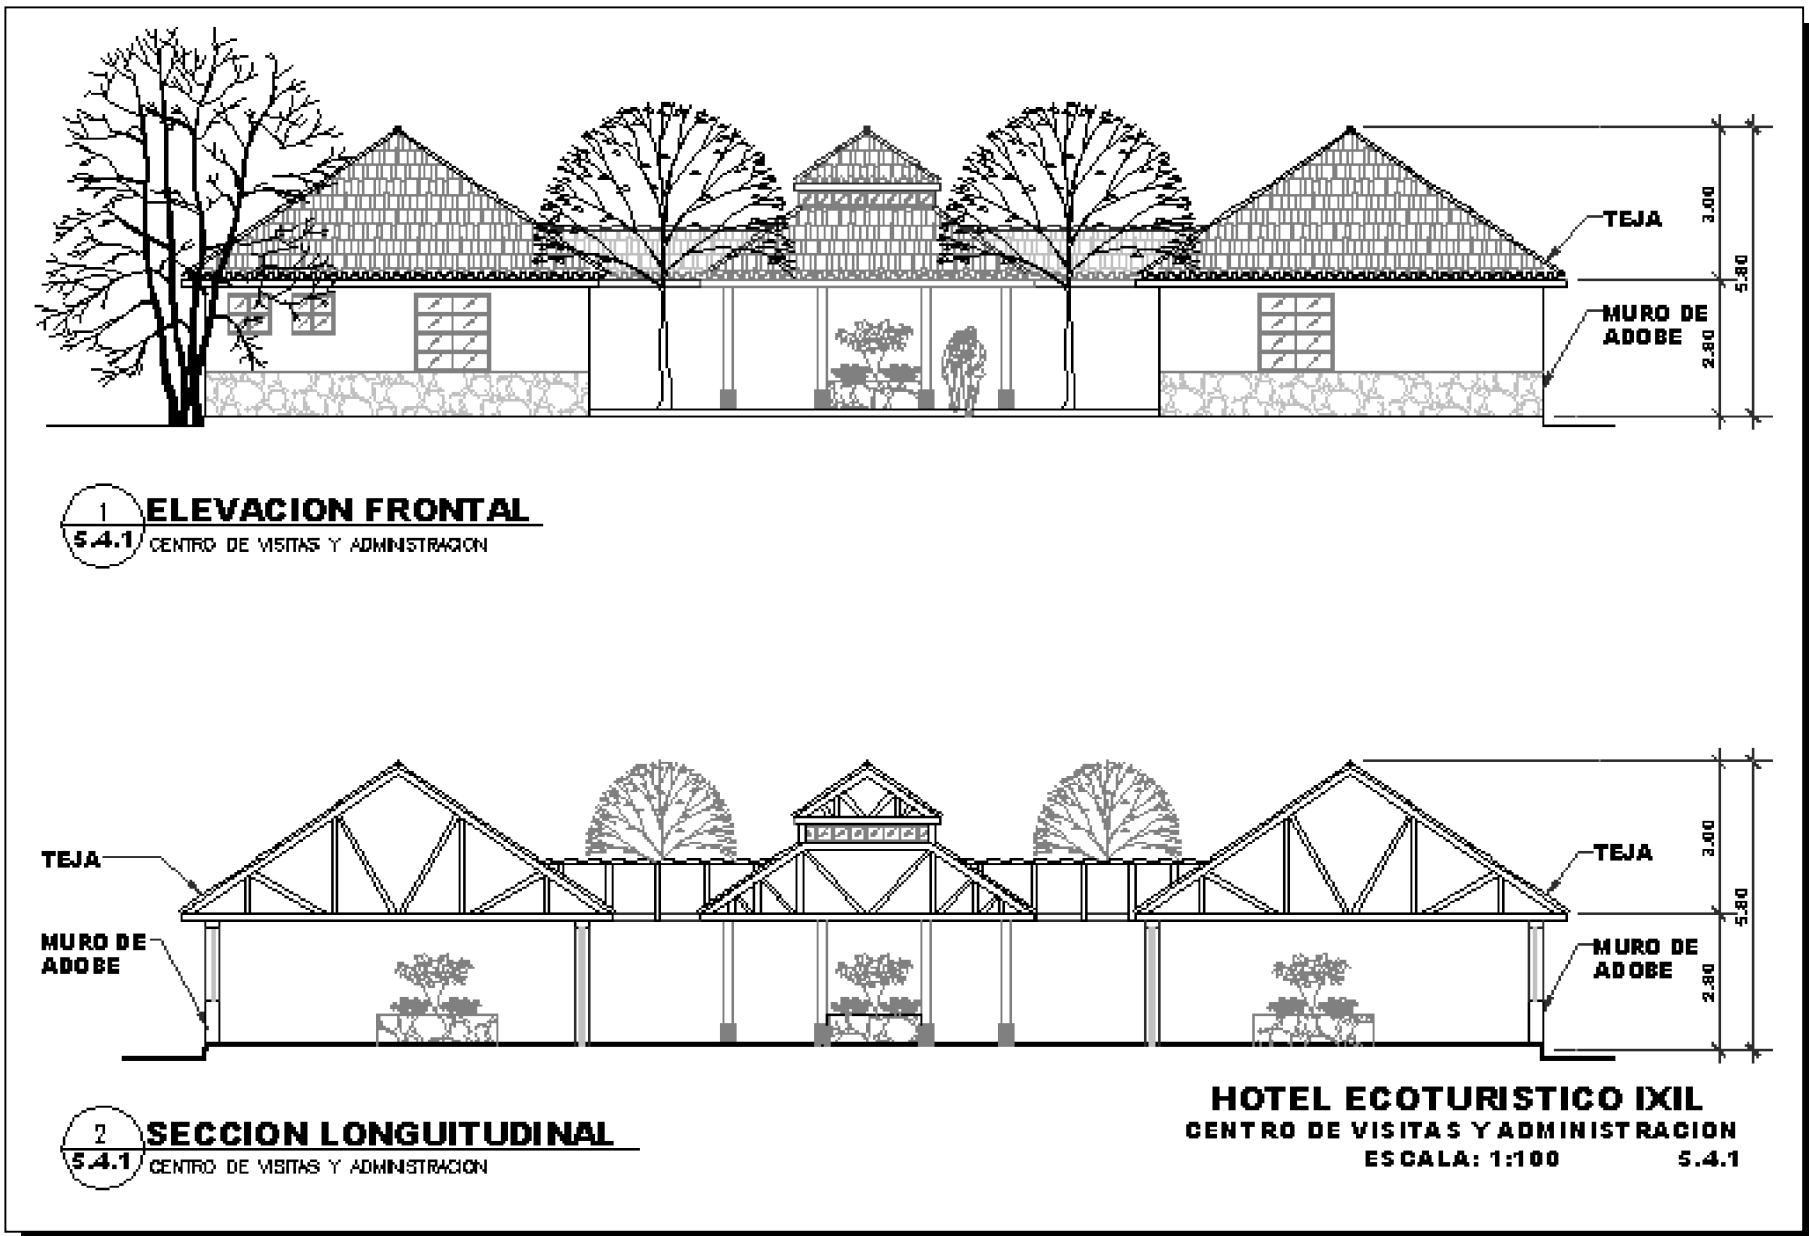 3.00
TEJA
5.80
MURO DE
ADOBE
2.80
1
ELEVACION FRONTAL
5.4.1
CENTRO DE VISITAS Y ADMINISTRACION
3.00
TEJA
TEJA
5.80
MURO DE
ADOBE
MURO DE
ADOBE
2.80
HOTEL ECOTURISTICO IXIL
CENTRO DE VISITAS Y ADMINISTRACION
ESCALA: 1:100
5.4.1
2
SECCION LONGUITUDINAL
5.4.1
CENTRO DE VISITAS Y ADMINISTRACION